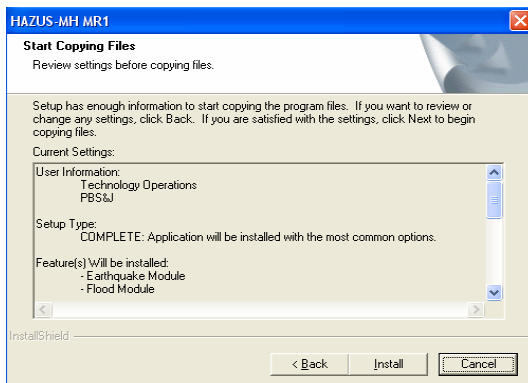 HAZUS-MH MR1
Start Copying Files
Review settings before copying files.
Setup has enough information to start copying the program files.  If you want to review or
change any settings, click Back.  If you are satisfied with the settings, click Next to begin
copying files.
Current Settings:
User Information:
Technology Operations
PBS&J
Setup Type:
COMPLETE: Application will be installed with the most common options.
Feature(s) Will be installed:
- Earthquake Module
- Flood Module
InstallShield
< Back
Install
Cancel